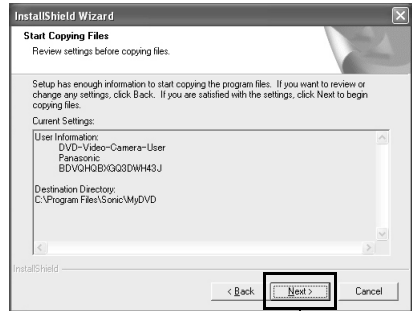 InstallShield Wizard
Start Copying Files
Review settings before copying files.
Setup has enough information to start copying the program files. If you want to review or
change any settings, click Back. If you are satisfied with the settings, click Next to begin
copying files.
Current Settings:
User Information:
DVD-Video-Camera-User
Panasonic
BDVQHQBXGQ3DWH43J
Destination Directory:
C:\Program Files\Sonic\MyDVD
InstallShield
< Back
Next >
Cancel